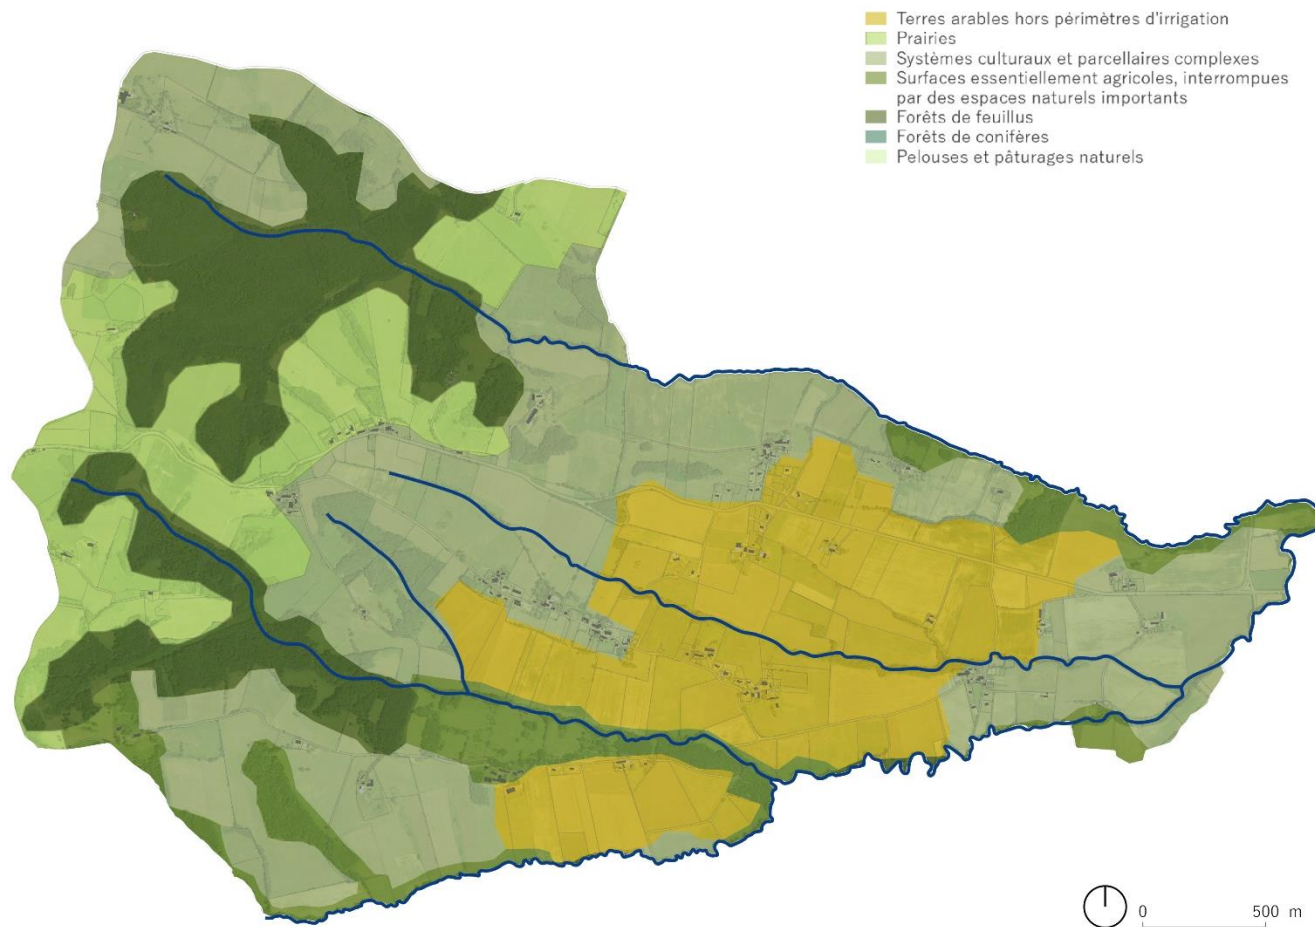 Terres arables hors périmètres d'irrigation
Prairies
Systèmes culturaux et parcellaires complexes
Surfaces essentiellement agricoles, interrompues
par des espaces naturels importants
Forêts de feuillus
Forêts de conifères
Pelouses et pâturages naturels
0 500 m